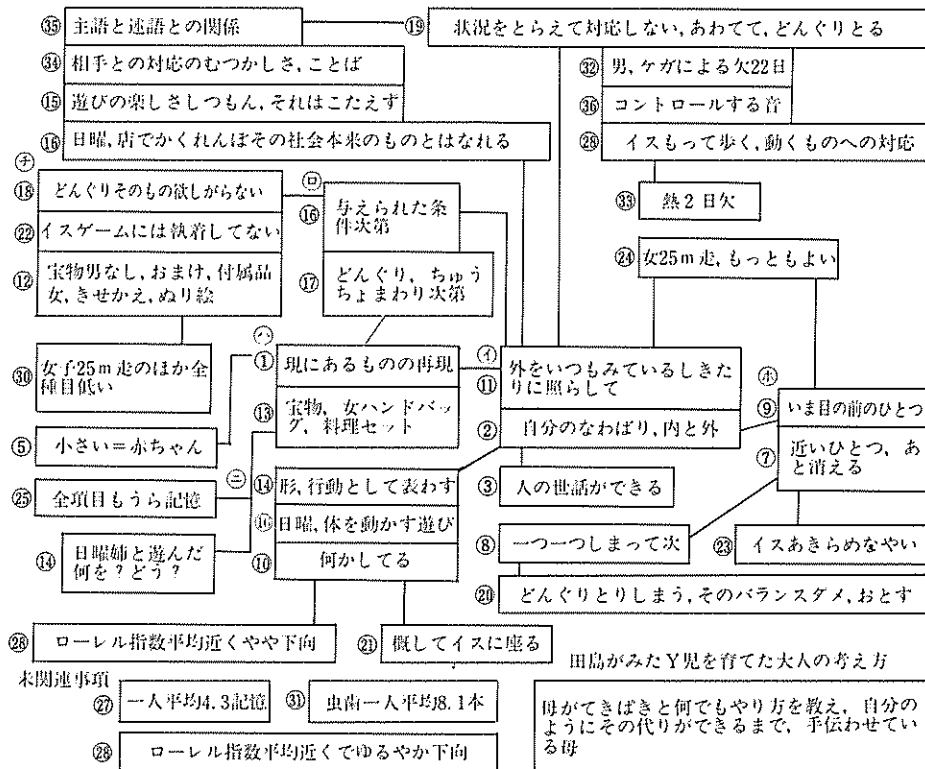 ㉟ 主語と述語との関係
⑲ 状況をとらえて対応しない,あわてて,どんぐりとる
㉞ 相手との対応のむつかしさ,ことば
⑮ 遊びの楽しさしつもん,それはこたえず
⑯ 日曜,店でかくれんぼその社会本来のものとはなれる
㉜ 男,ケガによる欠22日
㊱ コントロールする音
㉘ イスもって歩く,動くものへの対応
㉝ 熱2日欠
㋠
⑱ どんぐりそのもの欲しがらない
㉒ イスゲームには執着してない
⑫ 宝物男なし,おまけ,付属品
女,きせかえ,ぬり絵
㉚ 女子25m走のほか全
種目低い
㋺
⑯ 与えられた条
件次第
⑰ どんぐり,ちゅう
ちょまわり次第
㉔ 女25m走,もっともよい
㋩
① 現にあるものの再現
⑬ 宝物,女ハンドバッ
グ,料理セット
㋑
⑪ 外をいつもみているしきた
りに照らして
② 自分のなわばり,内と外
㋭
⑨ いま目の前のひとつ
⑦ 近いひとつ,あ
と消える
⑤ 小さい=赤ちゃん
㉕ 全項目もうら記憶
⑭ 日曜姉と遊んだ
何を?どう?
㋥
⑭ 形,行動として表わす
⑯ 日曜,体を動かす遊び
⑩ 何かしてる
③ 人の世話ができる
⑧ 一つ一つしまって次
㉓ イスあきらめなやい
⑳ どんぐりとりしまう,そのバランスダメ,おとす
㉖ ローレル指数平均近くやや下向
㉑ 概してイスに座る
未関連事項
㉗ 一人平均4.3記憶
㉛ 虫歯一人平均8.1本
㉘ ローレル指数平均近くでゆるやか下向
田島がみたY児を育てた大人の考え方
母がてきぱきと何でもやり方を教え,自分の
ようにその代りができるまで,手伝わせてい
る母